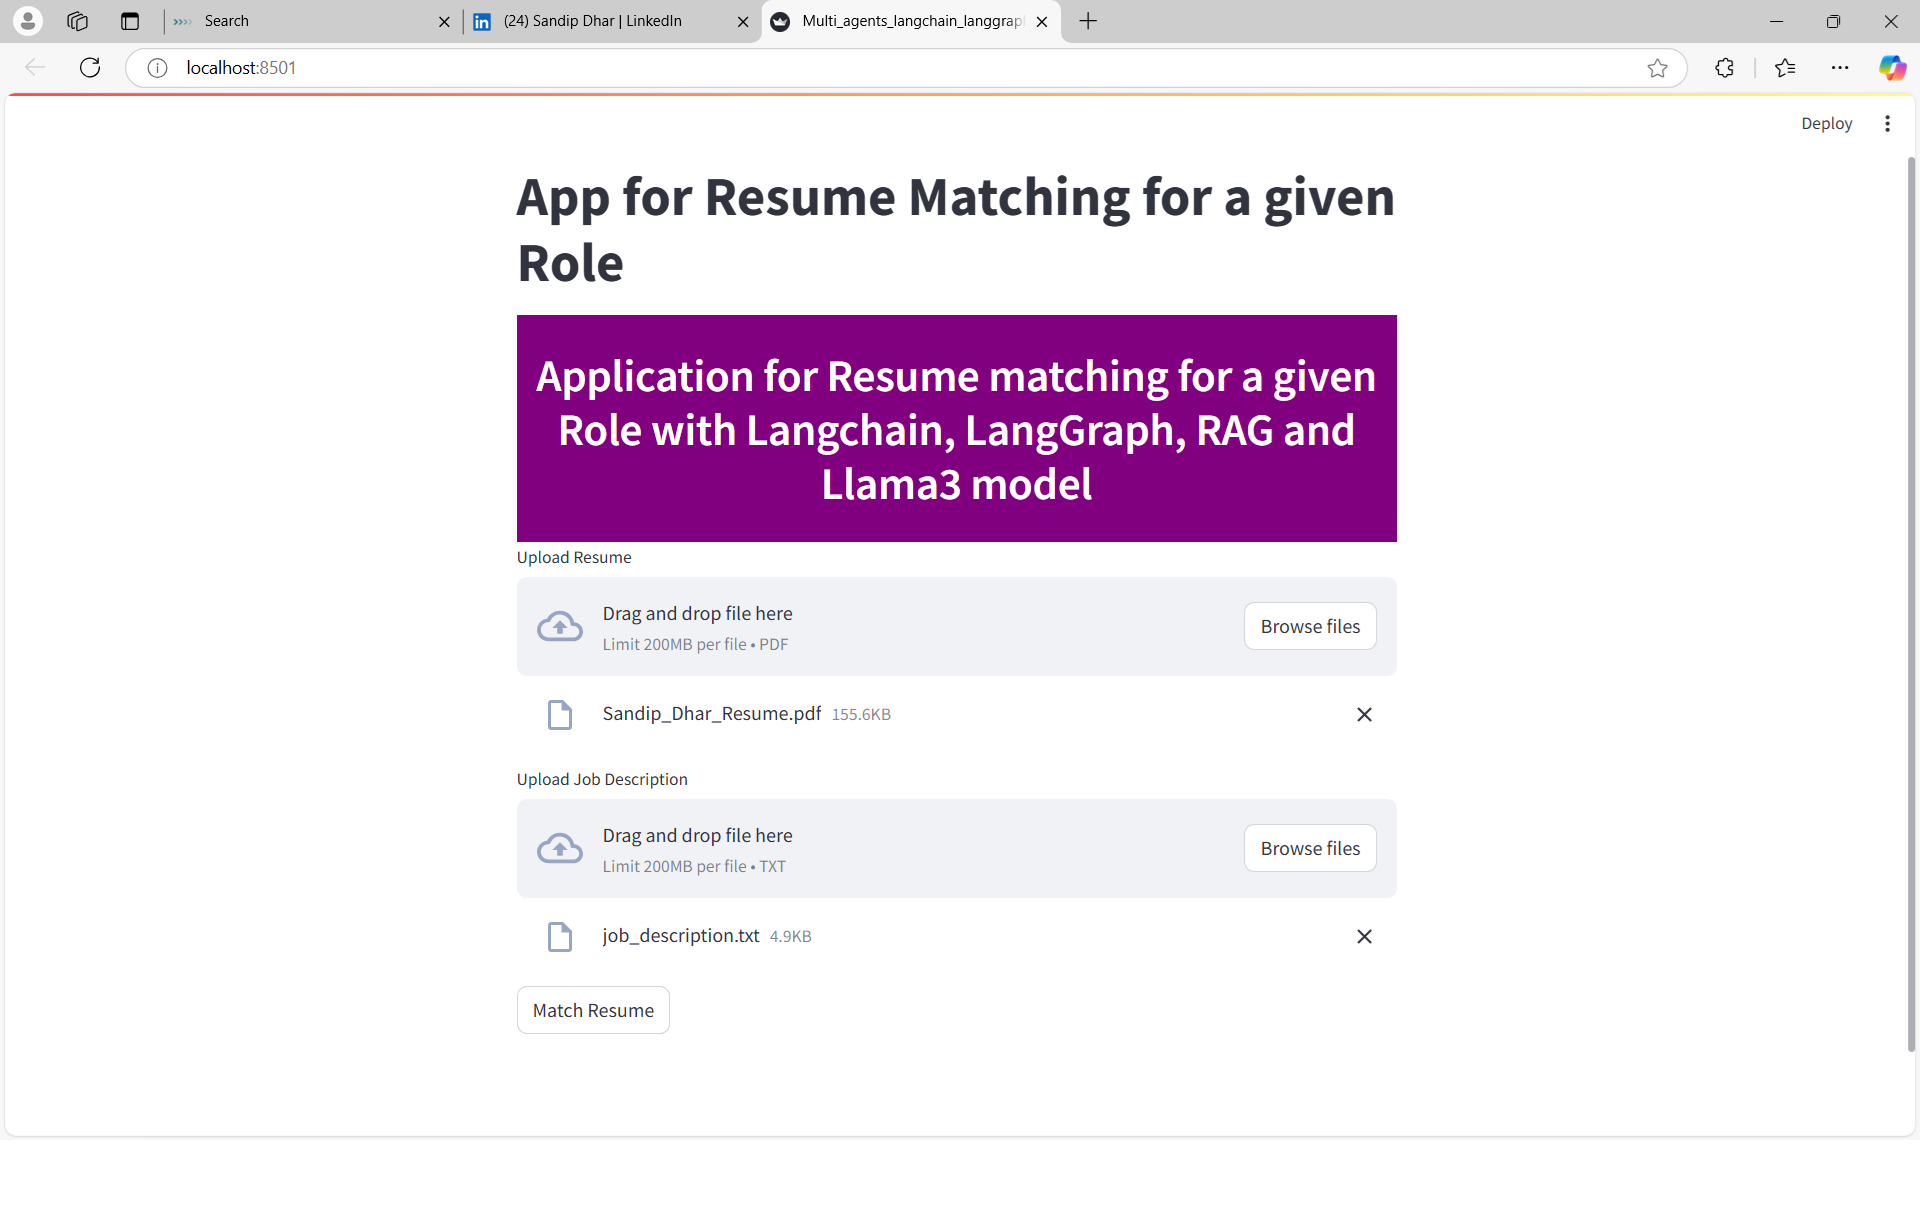 Search
(24) Sandip Dhar | LinkedIn
Multi_agents_langchain_langgrap
localhost:8501
Deploy
App for Resume Matching for a given
Role
Application for Resume matching for a given
Role with Langchain, LangGraph, RAG and
Llama3 model
Upload Resume
Drag and drop file here
Limit 200MB per file • PDF
Browse files
Sandip_Dhar_Resume.pdf 155.6KB
Upload Job Description
Drag and drop file here
Limit 200MB per file • TXT
Browse files
job_description.txt 4.9KB
Match Resume